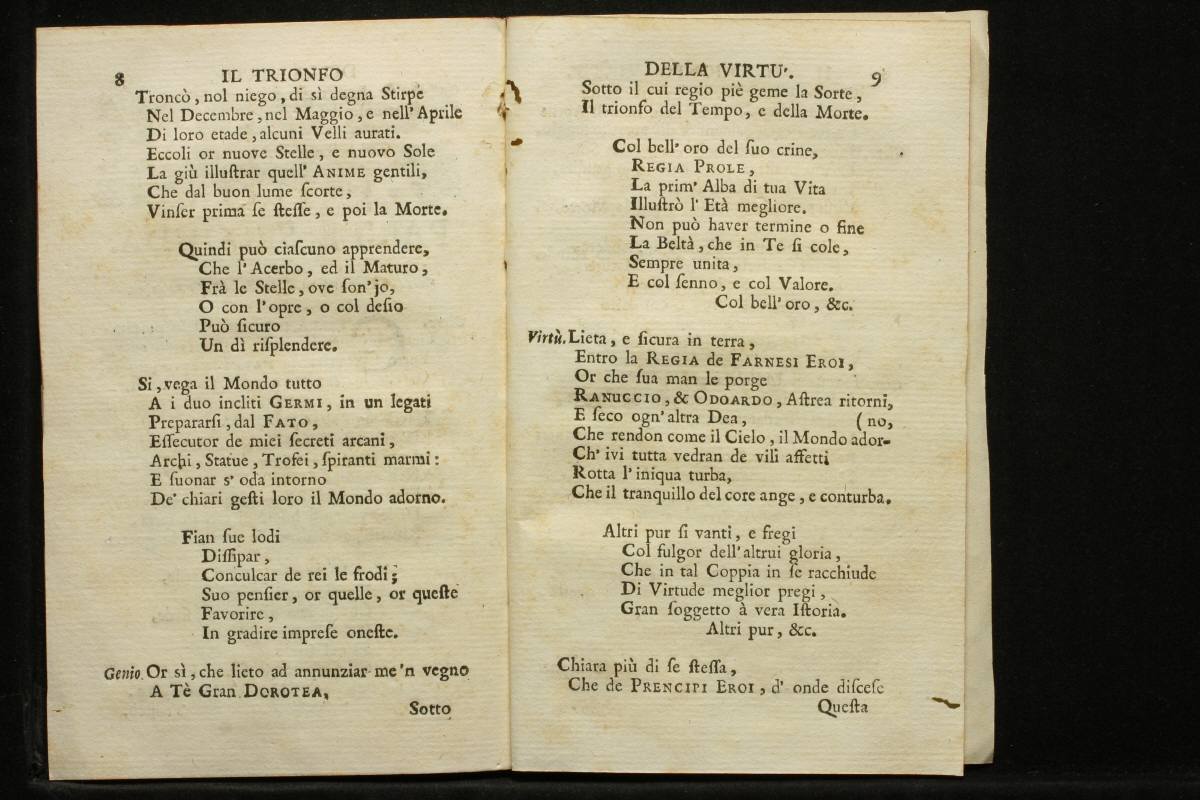 8 IL TRIONFO
Troncò, nol niego, di sì degna Stirpe
Nel Decembre, nel Maggio, e nell' Aprile
Di loro etade, alcuni Velli aurati.
Eccoli or nuove Stelle, e nuovo Sole
La giù illuſtrar quell' ANIME gentili,
Che dal buon lume ſcorte,
Vinſer prima ſe ſteſſe, e poi la Morte.
Quindi può ciaſcuno apprendere,
Che l'Acerbo, ed il Maturo,
Frà le Stelle, ove ſon'jo,
O con l'opre, o col deſio
Può ſicuro
Un dì riſplendere.
Si, vega il Mondo tutto
A i duo incliti GERMI, in un legati
Prepararſi, dal FATO,
Eſſecutor de miei ſecreti arcani,
Archi, Statue, Trofei, ſpiranti marmi:
E ſuonar s' oda intorno
De' chiari geſti loro il Mondo adorno.
Fian ſue lodi
Diſſipar,
Conculcar de rei le frodi;
Suo penſier, or quelle, or queſte
Favorire,
In gradire impreſe oneſte.
Genio. Or sì, che lieto ad annunziar me'n vegno
A Tè Gran DOROTEA,
Sotto
DELLA VIRTU'. 9
Sotto il cui regio piè geme la Sorte,
Il trionfo del Tempo, e della Morte.
Col bell' oro del ſuo crine,
REGIA PROLE,
La prim' Alba di tua Vita
Illuſtrò l' Età megliore.
Non può haver termine o fine
La Beltà, che in Te ſi cole,
Sempre unita,
E col ſenno, e col Valore.
Col bell' oro, &c.
Virtù. Lieta, e ſicura in terra,
Entro la REGIA de FARNESI EROI,
Or che ſua man le porge
RANUCCIO, & ODOARDO, Aſtrea ritorni,
E ſeco ogn' altra Dea, (no,
Che rendon come il Cielo, il Mondo ador-
Ch' ivi tutta vedran de vili affetti
Rotta l' iniqua turba,
Che il tranquillo del core ange, e conturba.
Altri pur ſi vanti, e fregi
Col fulgor dell' altrui gloria,
Che in tal Coppia in ſe racchiude
Di Virtude meglior pregi,
Gran ſoggetto à vera Iſtoria.
Altri pur, &c.
Chiara più di ſe ſteſſa,
Che de PRENCIPI EROI, d' onde diſceſe
Queſta